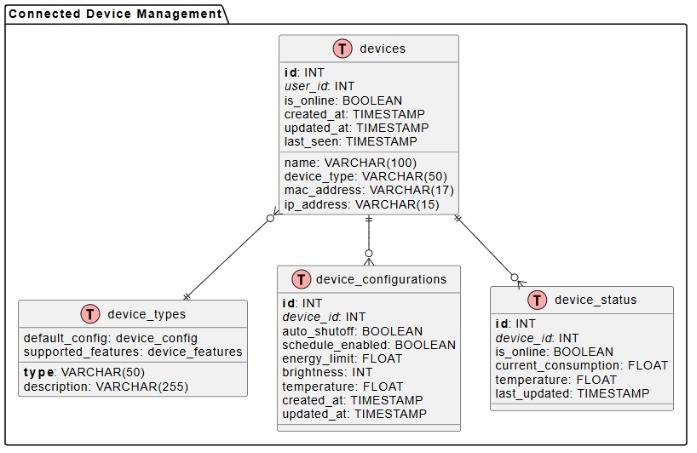 Connected Device Management
T devices
id: INT
user_id: INT
is_online: BOOLEAN
created_at: TIMESTAMP
updated_at: TIMESTAMP
last_seen: TIMESTAMP
name: VARCHAR(100)
device_type: VARCHAR(50)
mac_address: VARCHAR(17)
ip_address: VARCHAR(15)
T device_types
default_config: device_config
supported_features: device_features
type: VARCHAR(50)
description: VARCHAR(255)
T device_configurations
id: INT
device_id: INT
auto_shutoff: BOOLEAN
schedule_enabled: BOOLEAN
energy_limit: FLOAT
brightness: INT
temperature: FLOAT
created_at: TIMESTAMP
updated_at: TIMESTAMP
T device_status
id: INT
device_id: INT
is_online: BOOLEAN
current_consumption: FLOAT
temperature: FLOAT
last_updated: TIMESTAMP